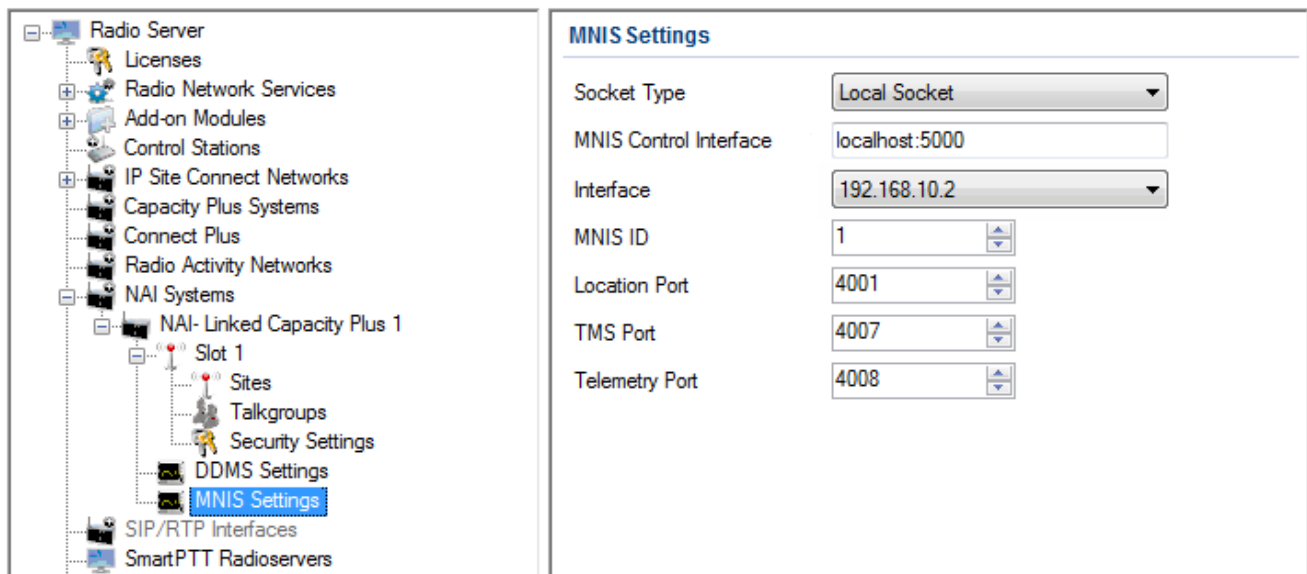 Radio Server
Licenses
Radio Network Services
Add-on Modules
Control Stations
IP Site Connect Networks
Capacity Plus Systems
Connect Plus
Radio Activity Networks
NAI Systems
NAI- Linked Capacity Plus 1
Slot 1
Sites
Talkgroups
Security Settings
DDMS Settings
MNIS Settings
SIP/RTP Interfaces
SmartPTT Radioservers
MNIS Settings
Socket Type Local Socket
MNIS Control Interface localhost:5000
Interface 192.168.10.2
MNIS ID 1
Location Port 4001
TMS Port 4007
Telemetry Port 4008